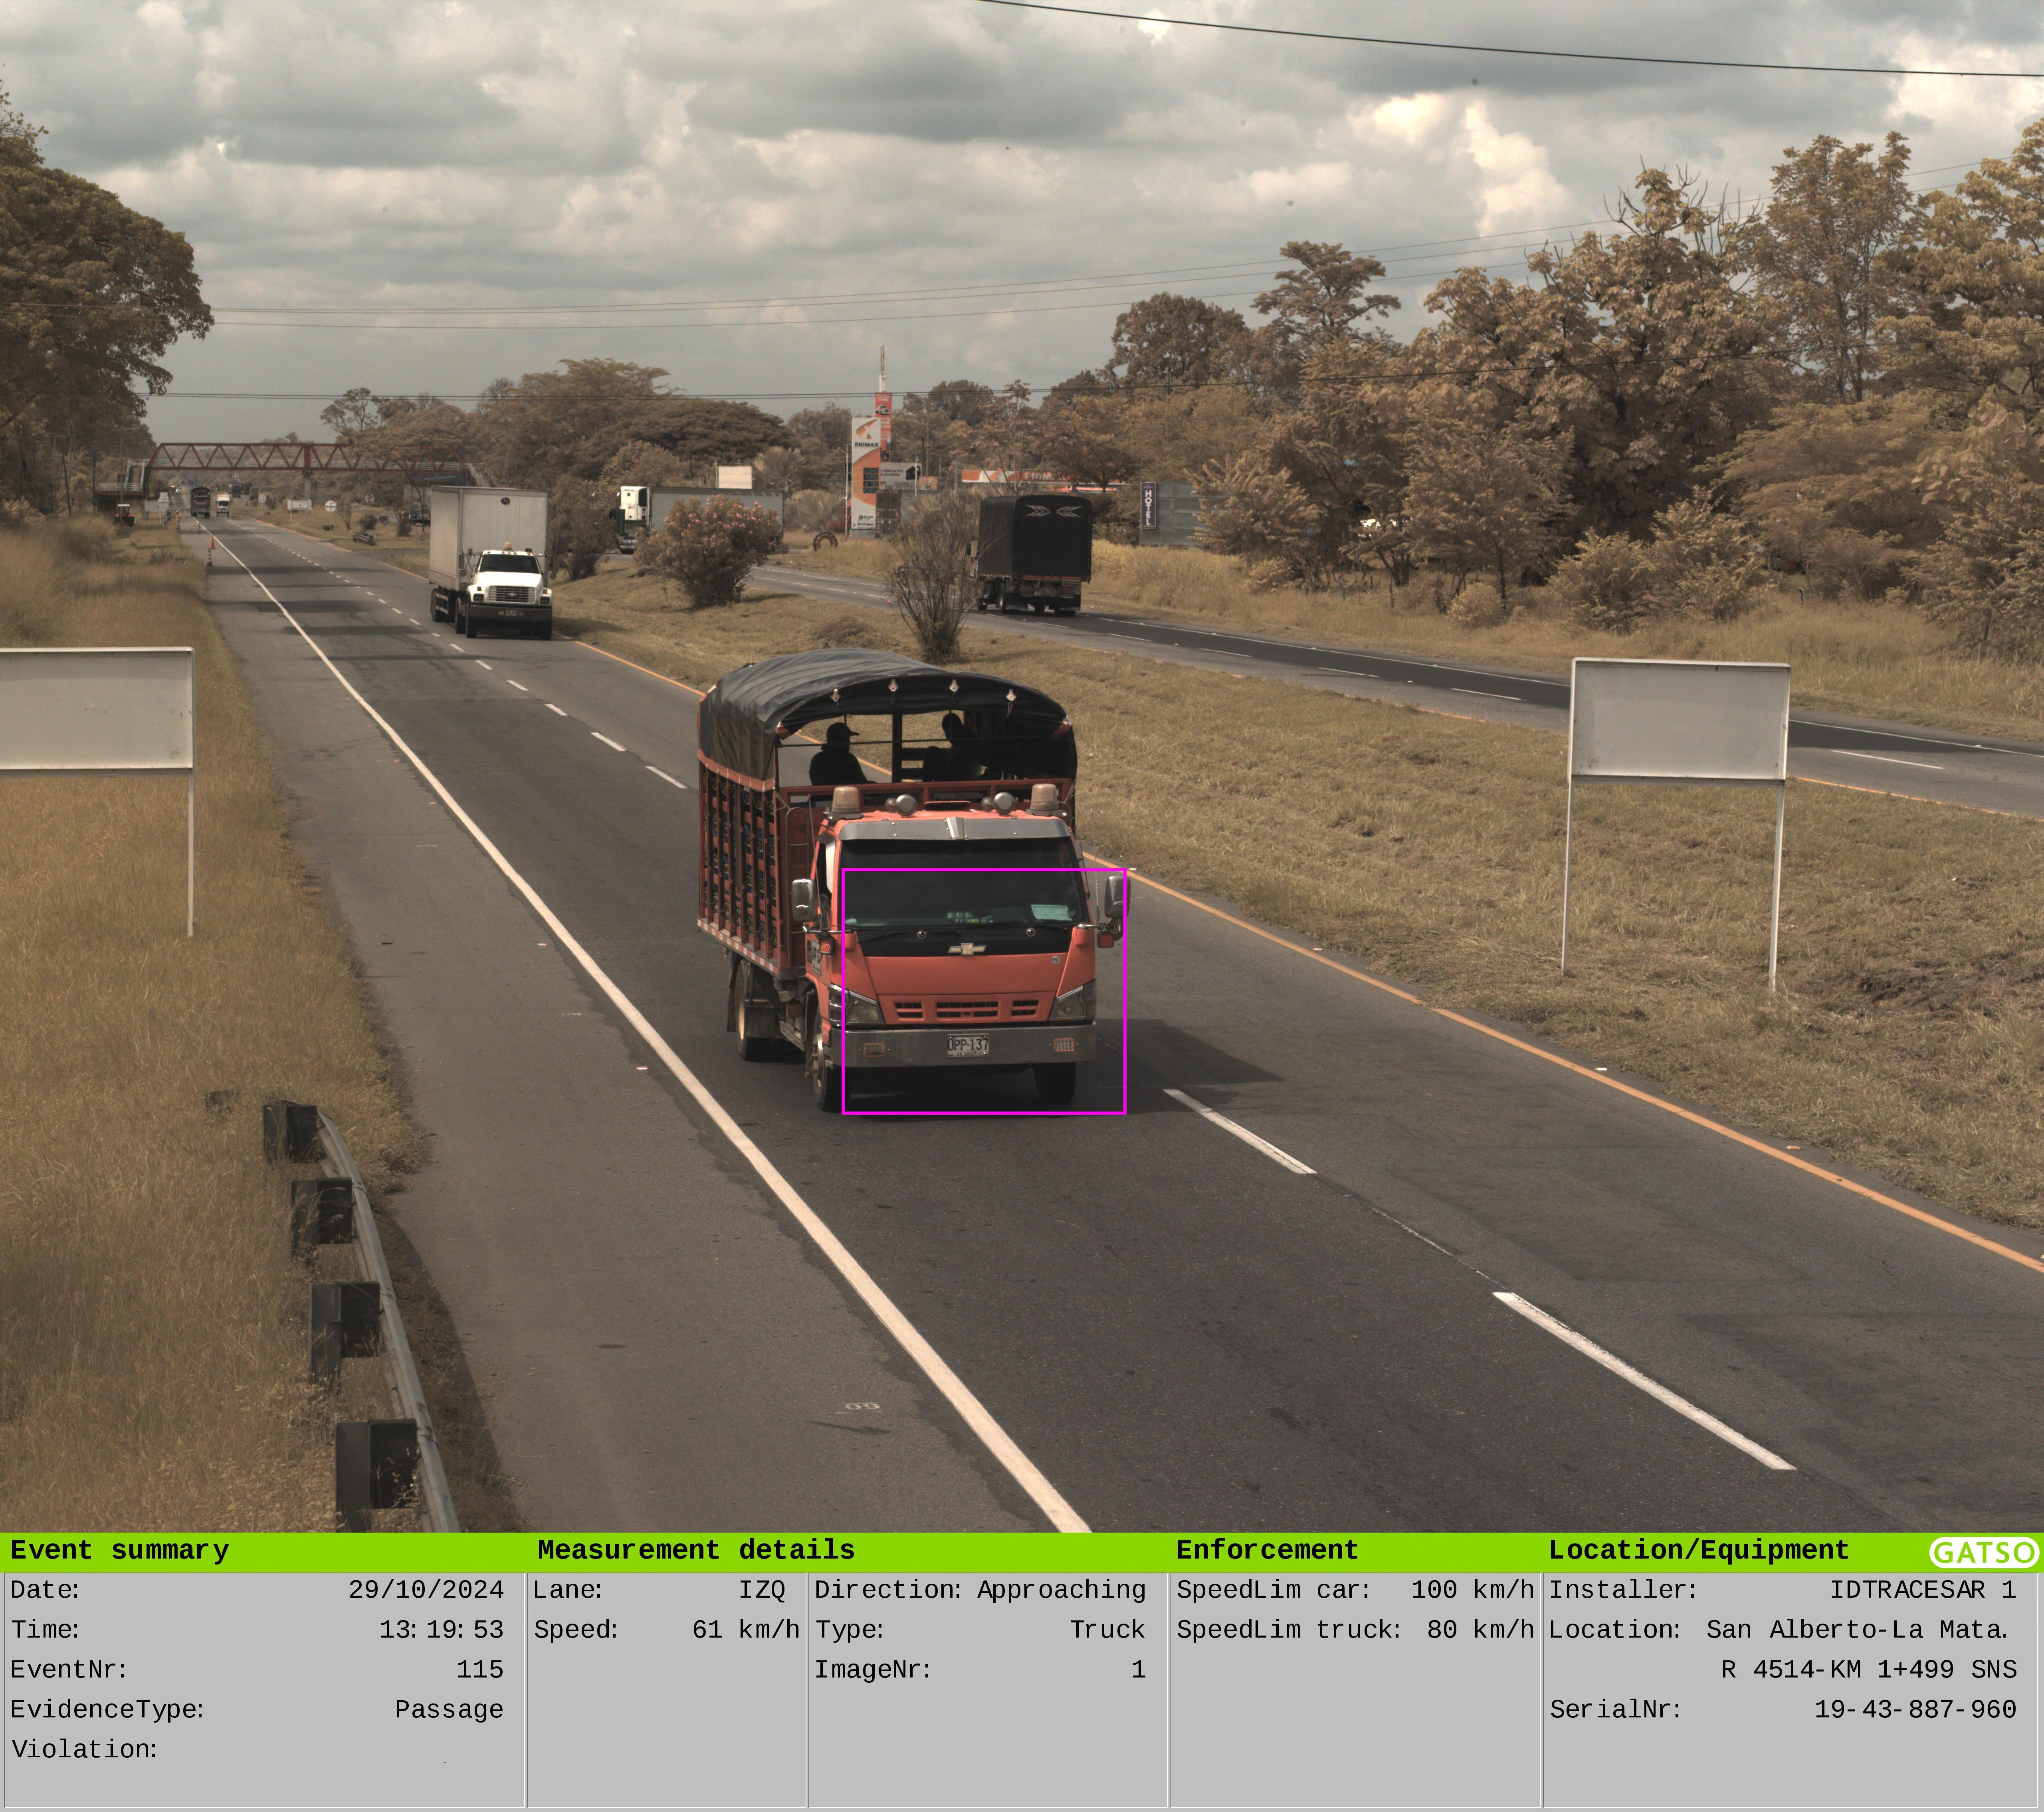 HOTEL
PRIMAX
UPP-137
Event summary
Measurement details
Enforcement
Location/Equipment
GATSO
Date: 29/10/2024
Time: 13:19:53
EventNr: 115
EvidenceType: Passage
Violation:
Lane: IZQ
Speed: 61 km/h
Direction: Approaching
Type: Truck
ImageNr: 1
SpeedLim car: 100 km/h
SpeedLim truck: 80 km/h
Installer: IDTRACESAR 1
Location: San Alberto-La Mata.
R 4514-KM 1+499 SNS
SerialNr: 19-43-887-960